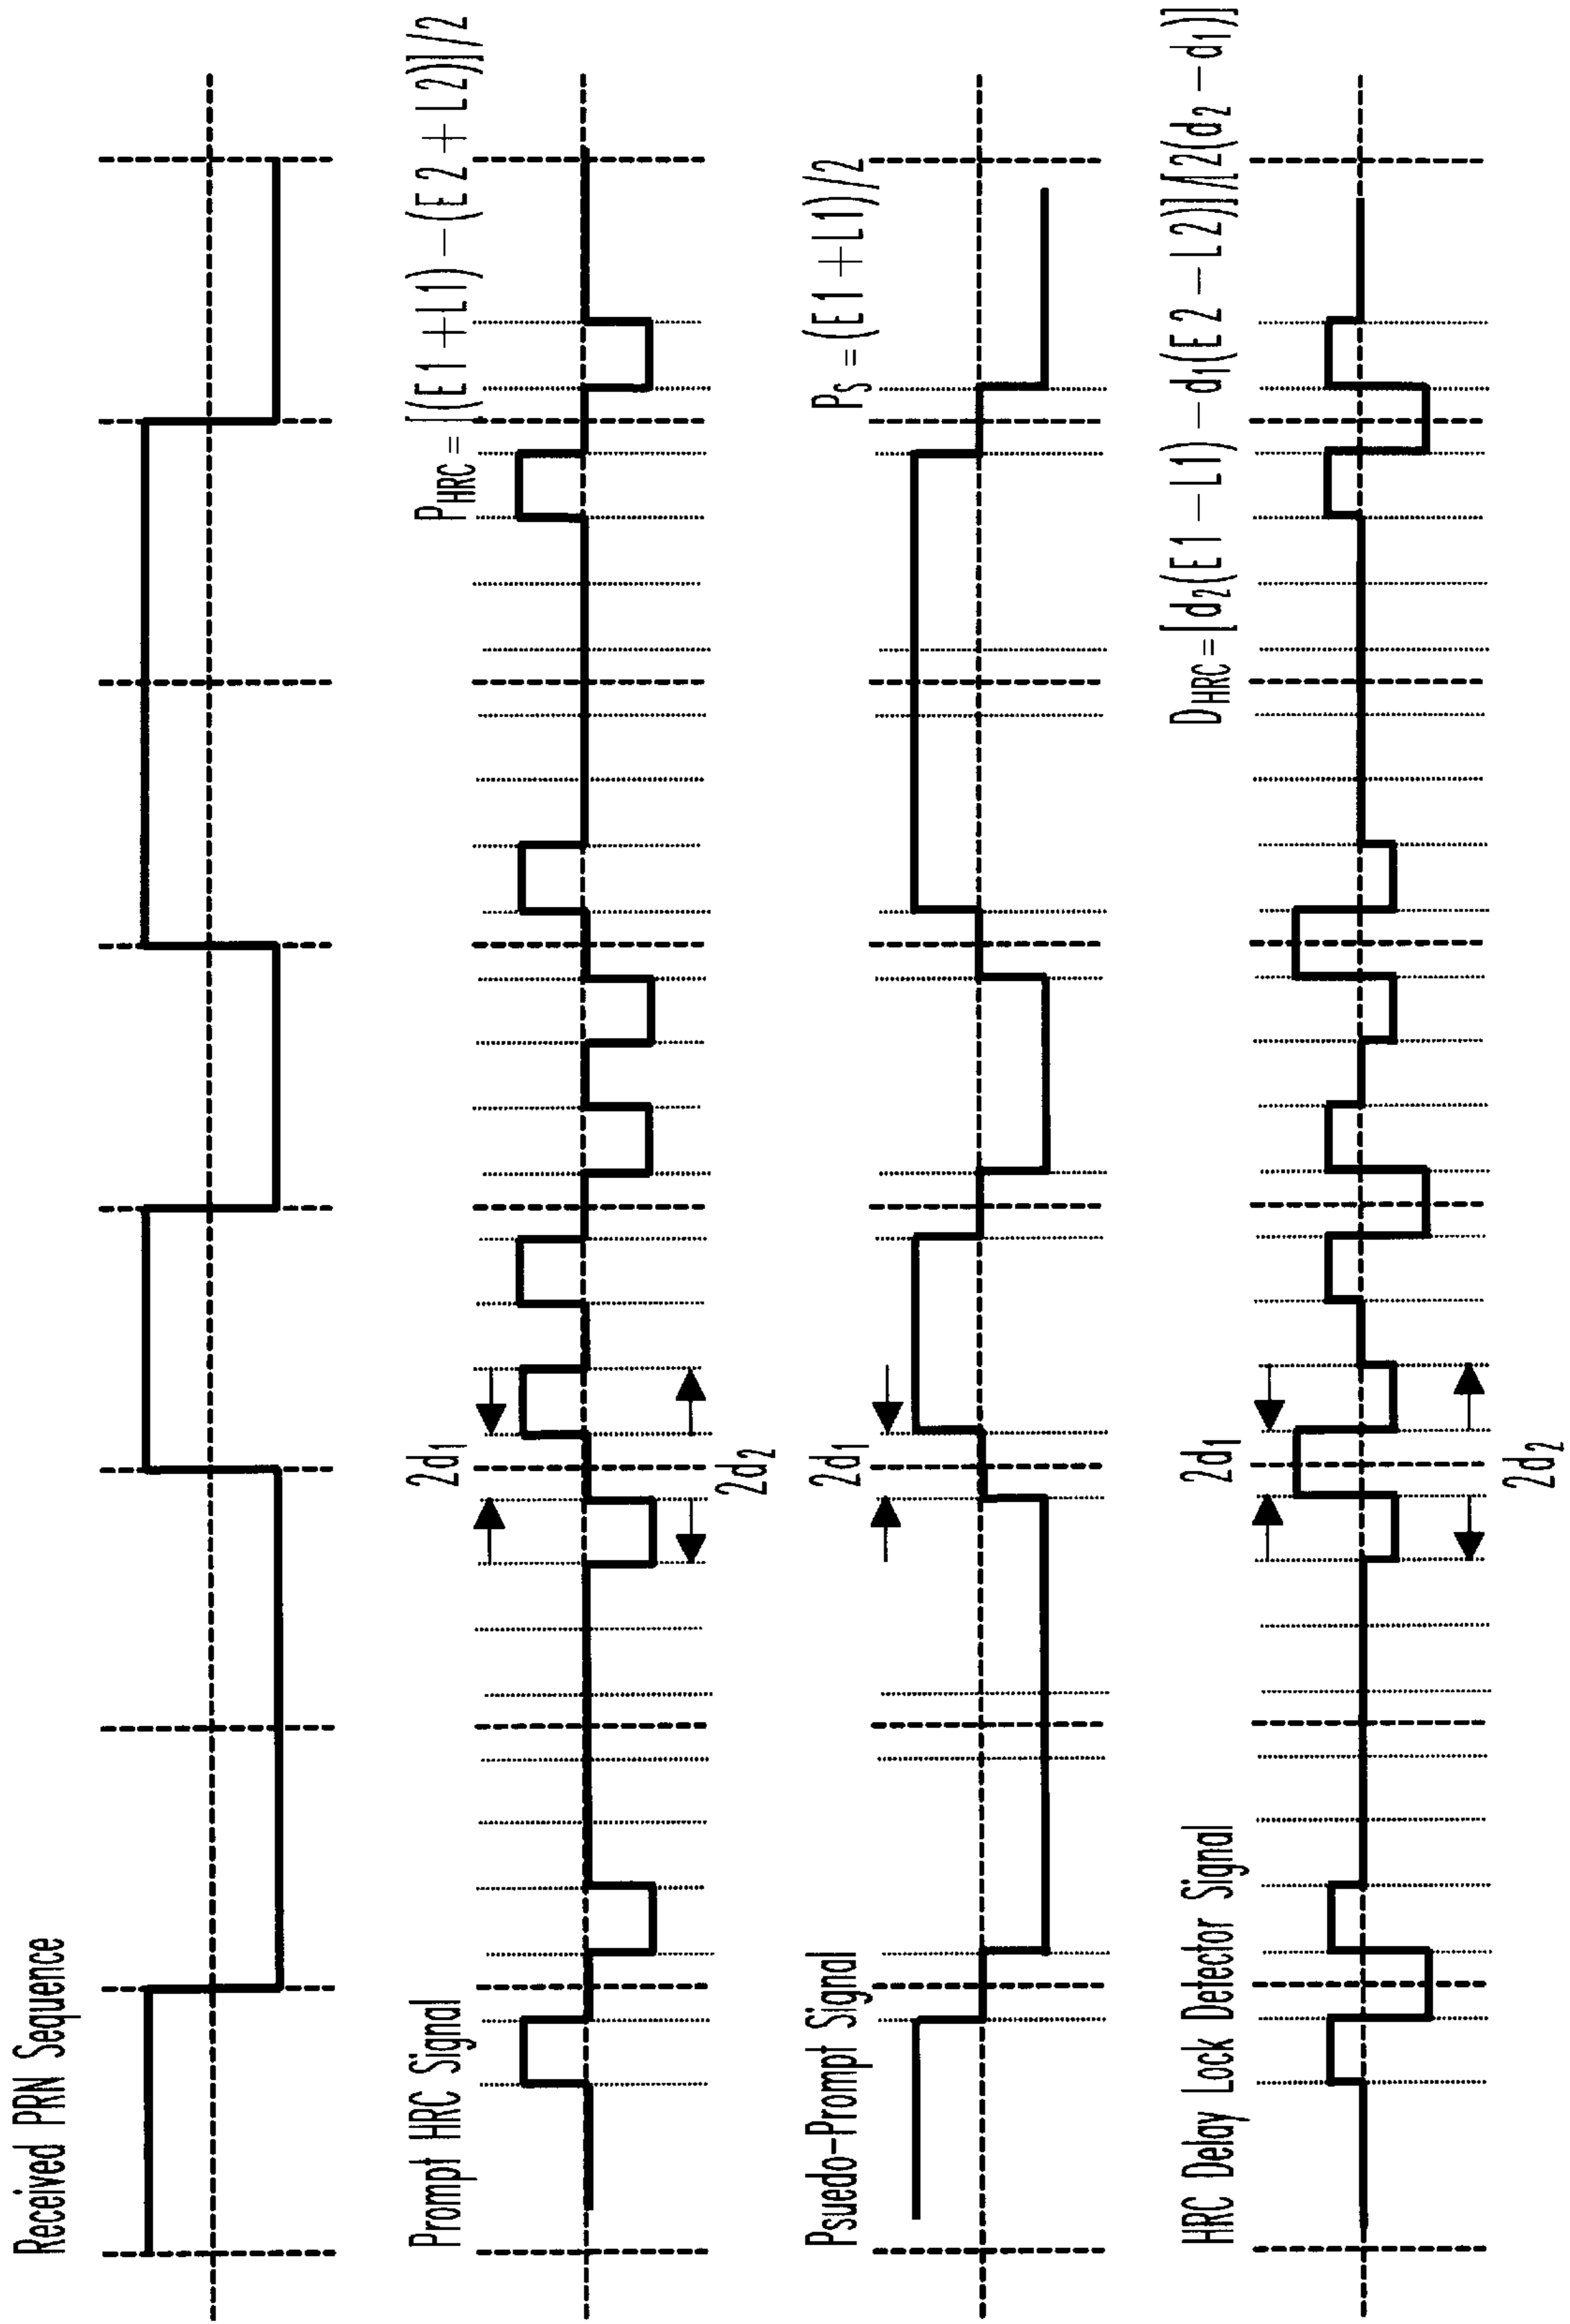 Received PRN Sequence
Prompt HRC Signal
P_HRC = [(E1 + L1) − (E2 + L2)]/2
2d₁
2d₂
Psuedo-Prompt Signal
P_S = (E1 + L1)/2
2d₁
HRC Delay Lock Detector Signal
D_HRC = [d₂(E1 − L1) − d₁(E2 − L2)]/[2(d₂ − d₁)]
2d₁
2d₂